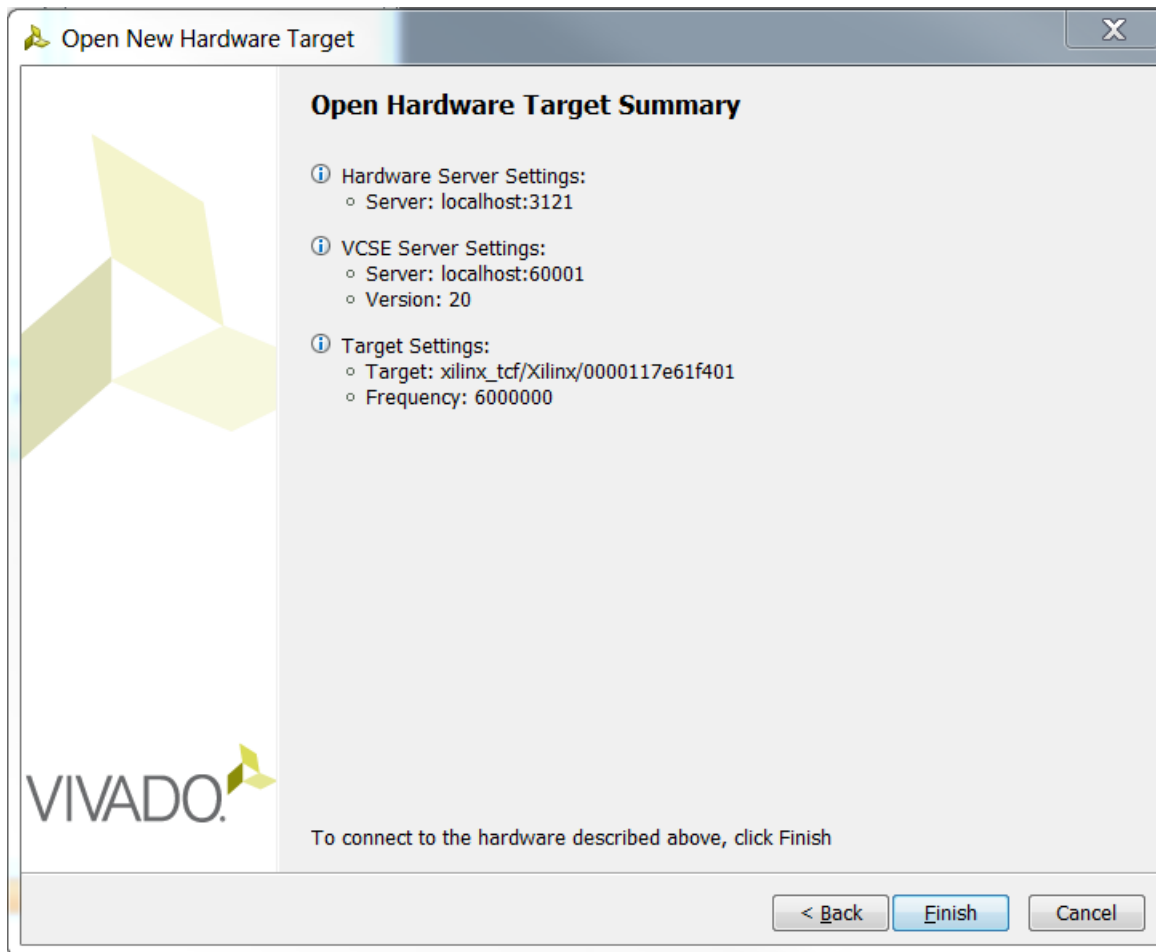 Open New Hardware Target
Open Hardware Target Summary
Hardware Server Settings:
Server: localhost:3121
VCSE Server Settings:
Server: localhost:60001
Version: 20
Target Settings:
Target: xilinx_tcf/Xilinx/0000117e61f401
Frequency: 6000000
VIVADO.
To connect to the hardware described above, click Finish
< Back Finish Cancel